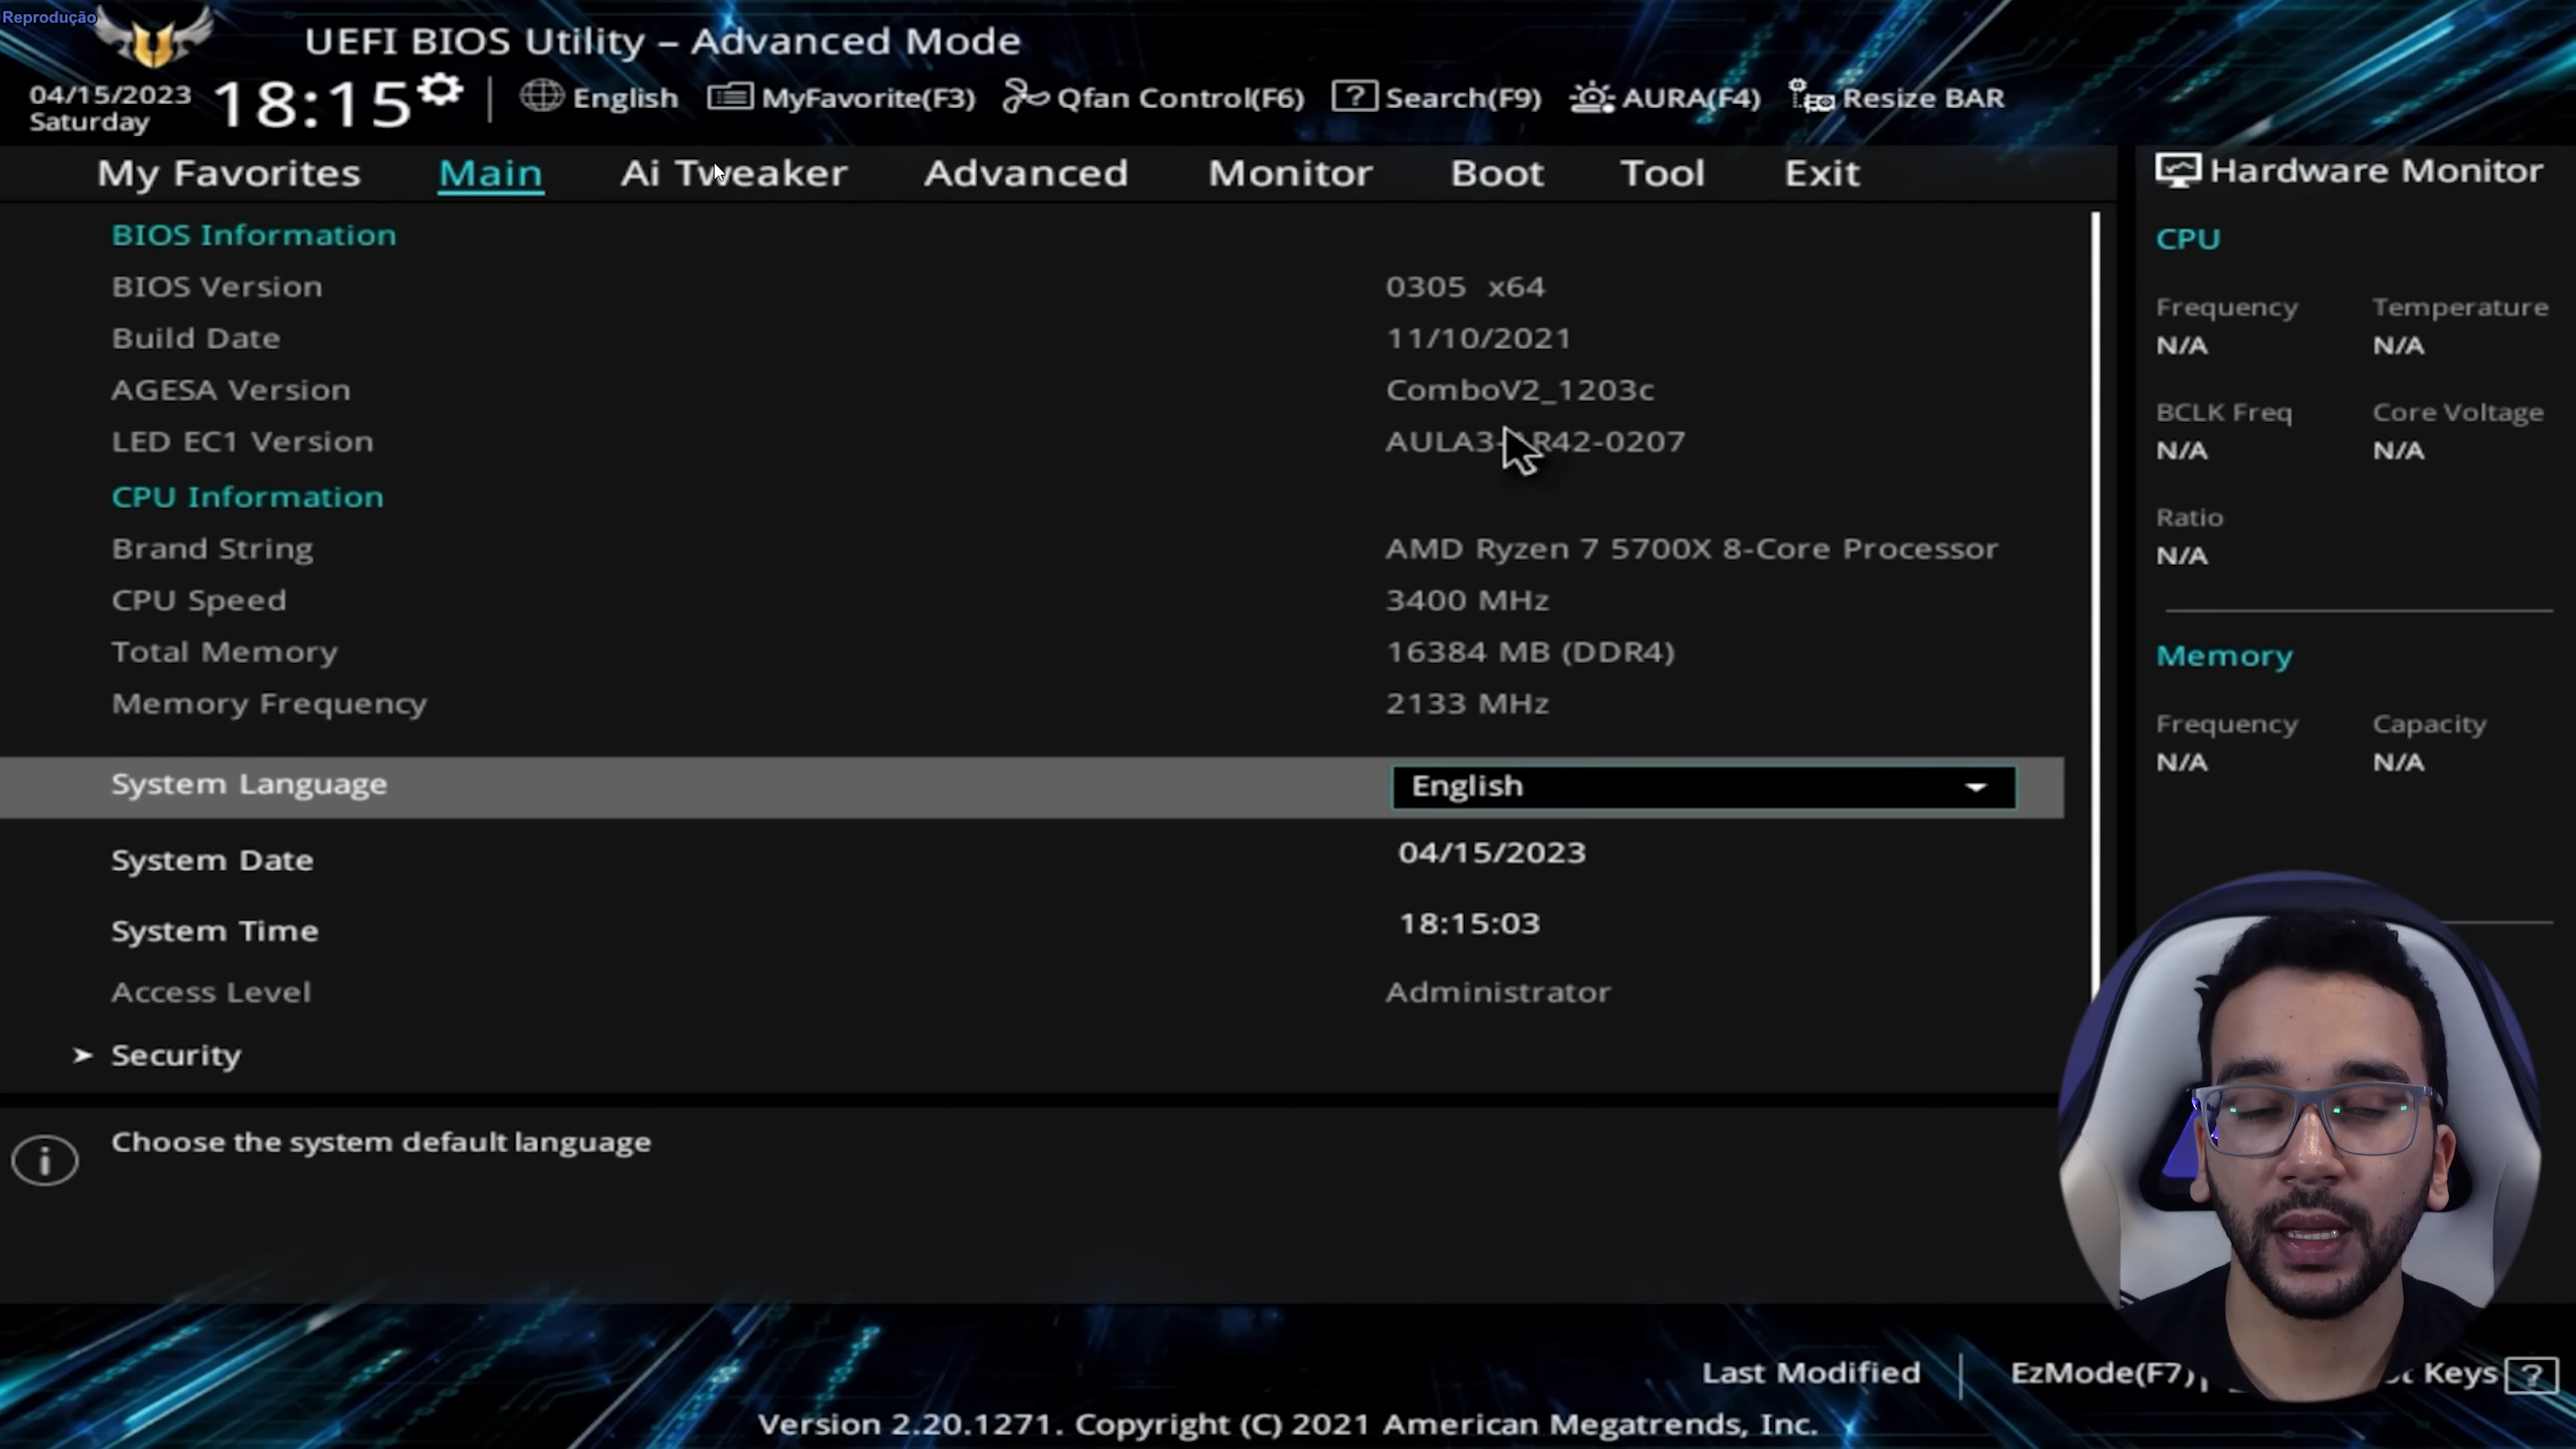 Reprodução
UEFI BIOS Utility – Advanced Mode
04/15/2023
Saturday
18:15
English
MyFavorite(F3)
Qfan Control(F6)
? Search(F9)
AURA(F4)
Resize BAR
My Favorites Main Ai Tweaker Advanced Monitor Boot Tool Exit
BIOS Information
BIOS Version 0305 x64
Build Date 11/10/2021
AGESA Version ComboV2_1203c
LED EC1 Version R42-0207
CPU Information
Brand String AMD Ryzen 7 5700X 8-Core Processor
CPU Speed 3400 MHz
Total Memory 16384 MB (DDR4)
Memory Frequency 2133 MHz
System Language English
System Date 04/15/2023
System Time 18:15:03
Access Level Administrator
Security
i Choose the system default language
Hardware Monitor
CPU
Frequency Temperature
N/A N/A
BCLK Freq Core Voltage
N/A N/A
Ratio
N/A
Memory
Frequency Capacity
N/A N/A
Last Modified
EzMode(F7)
Keys ?
Version 2.20.1271. Copyright (C) 2021 American Megatrends, Inc.